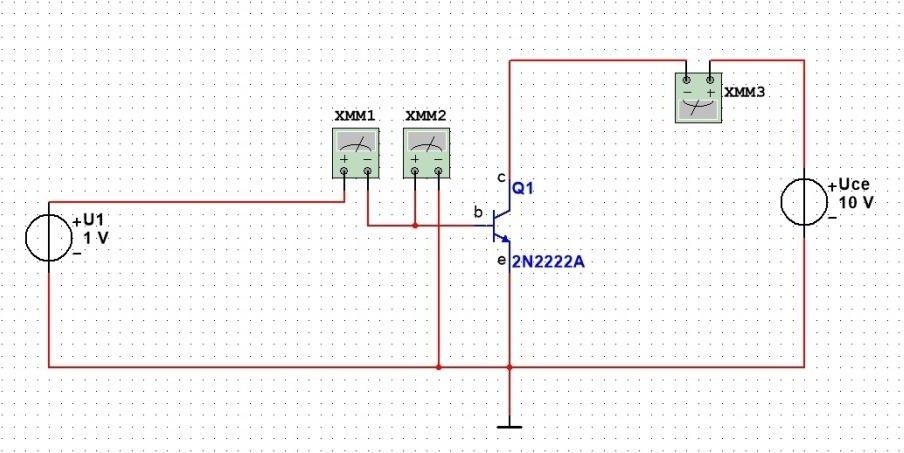 XMM1
XMM2
+ −
+ −
− +
XMM3
c
Q1
b
e
2N2222A
+ U1
1 V
−
+ Uce
10 V
−